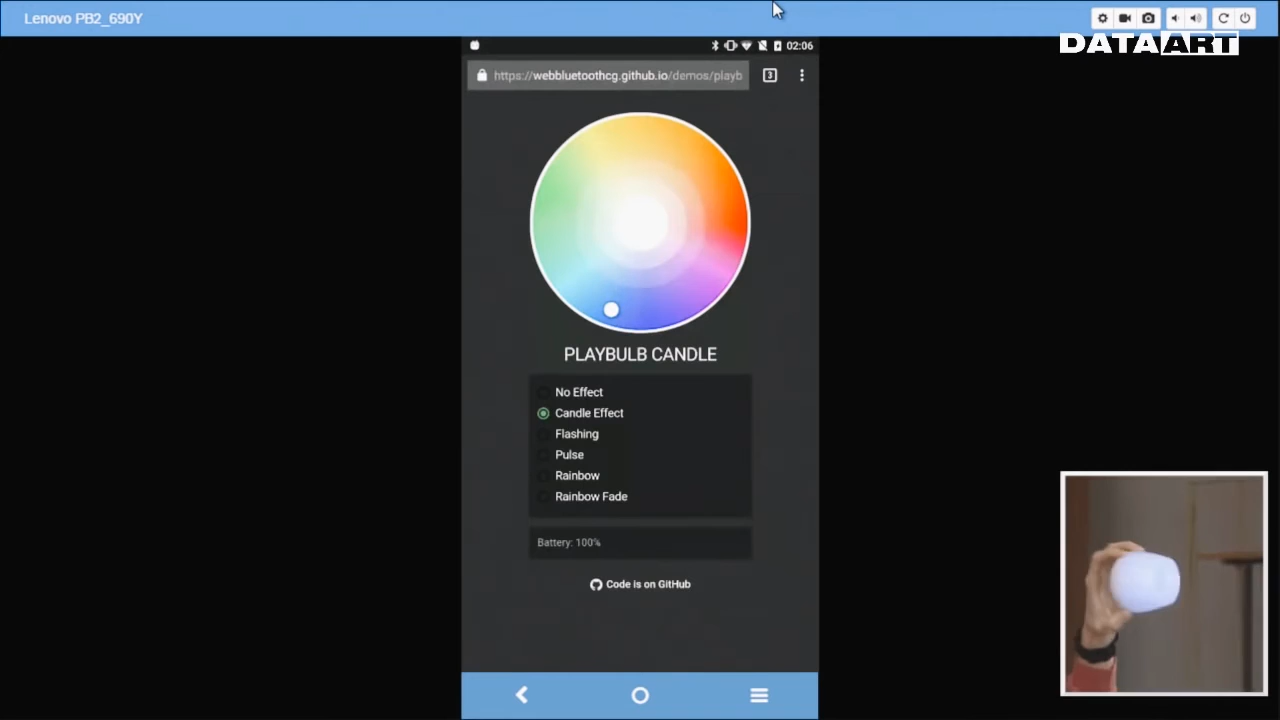 Lenovo PB2_690Y
DATAART
02:06
https://webbluetoothcg.github.io/demos/playb
3
PLAYBULB CANDLE
No Effect
Candle Effect
Flashing
Pulse
Rainbow
Rainbow Fade
Battery: 100%
Code is on GitHub